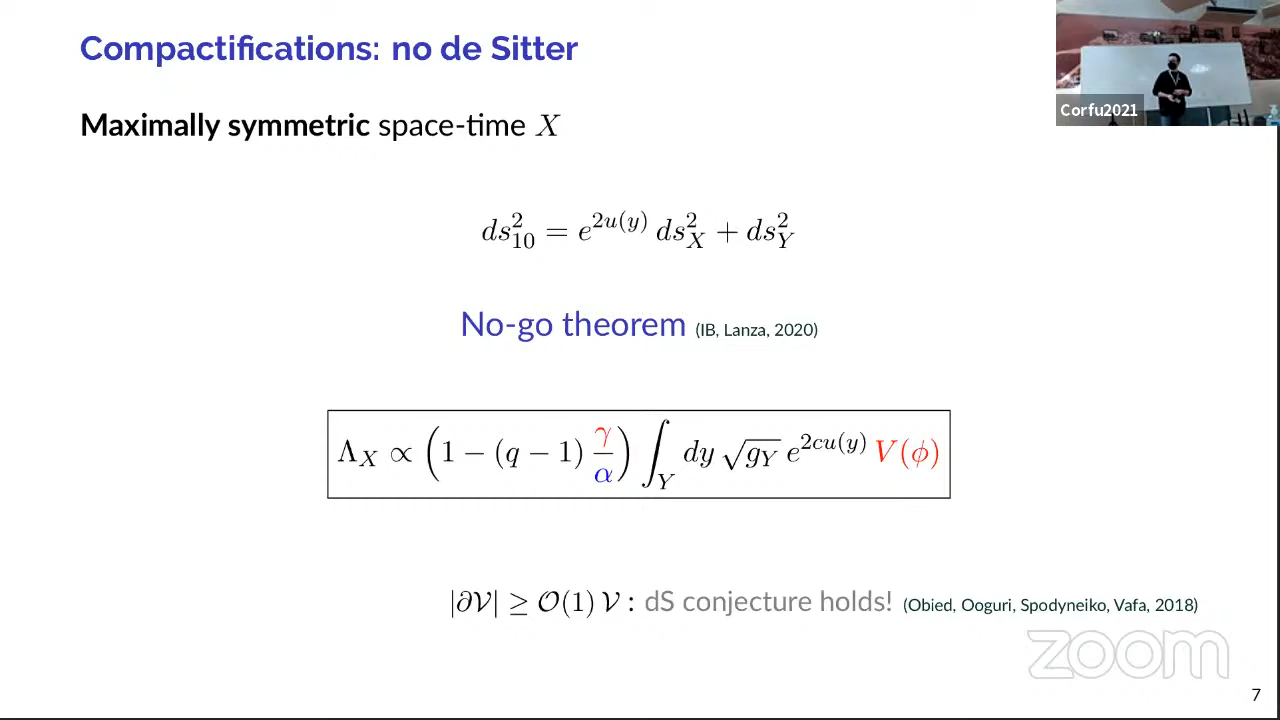 Compactifications: no de Sitter
Corfu2021
Maximally symmetric space-time X
ds²₁₀ = e^{2u(y)} ds²_X + ds²_Y
No-go theorem (IB, Lanza, 2020)
Λ_X ∝ (1 − (q − 1) γ/α) ∫_Y dy √g_Y e^{2cu(y)} V(ϕ)
|∂𝒱| ≥ 𝒪(1) 𝒱 : dS conjecture holds! (Obied, Ooguri, Spodyneiko, Vafa, 2018)
zoom
7